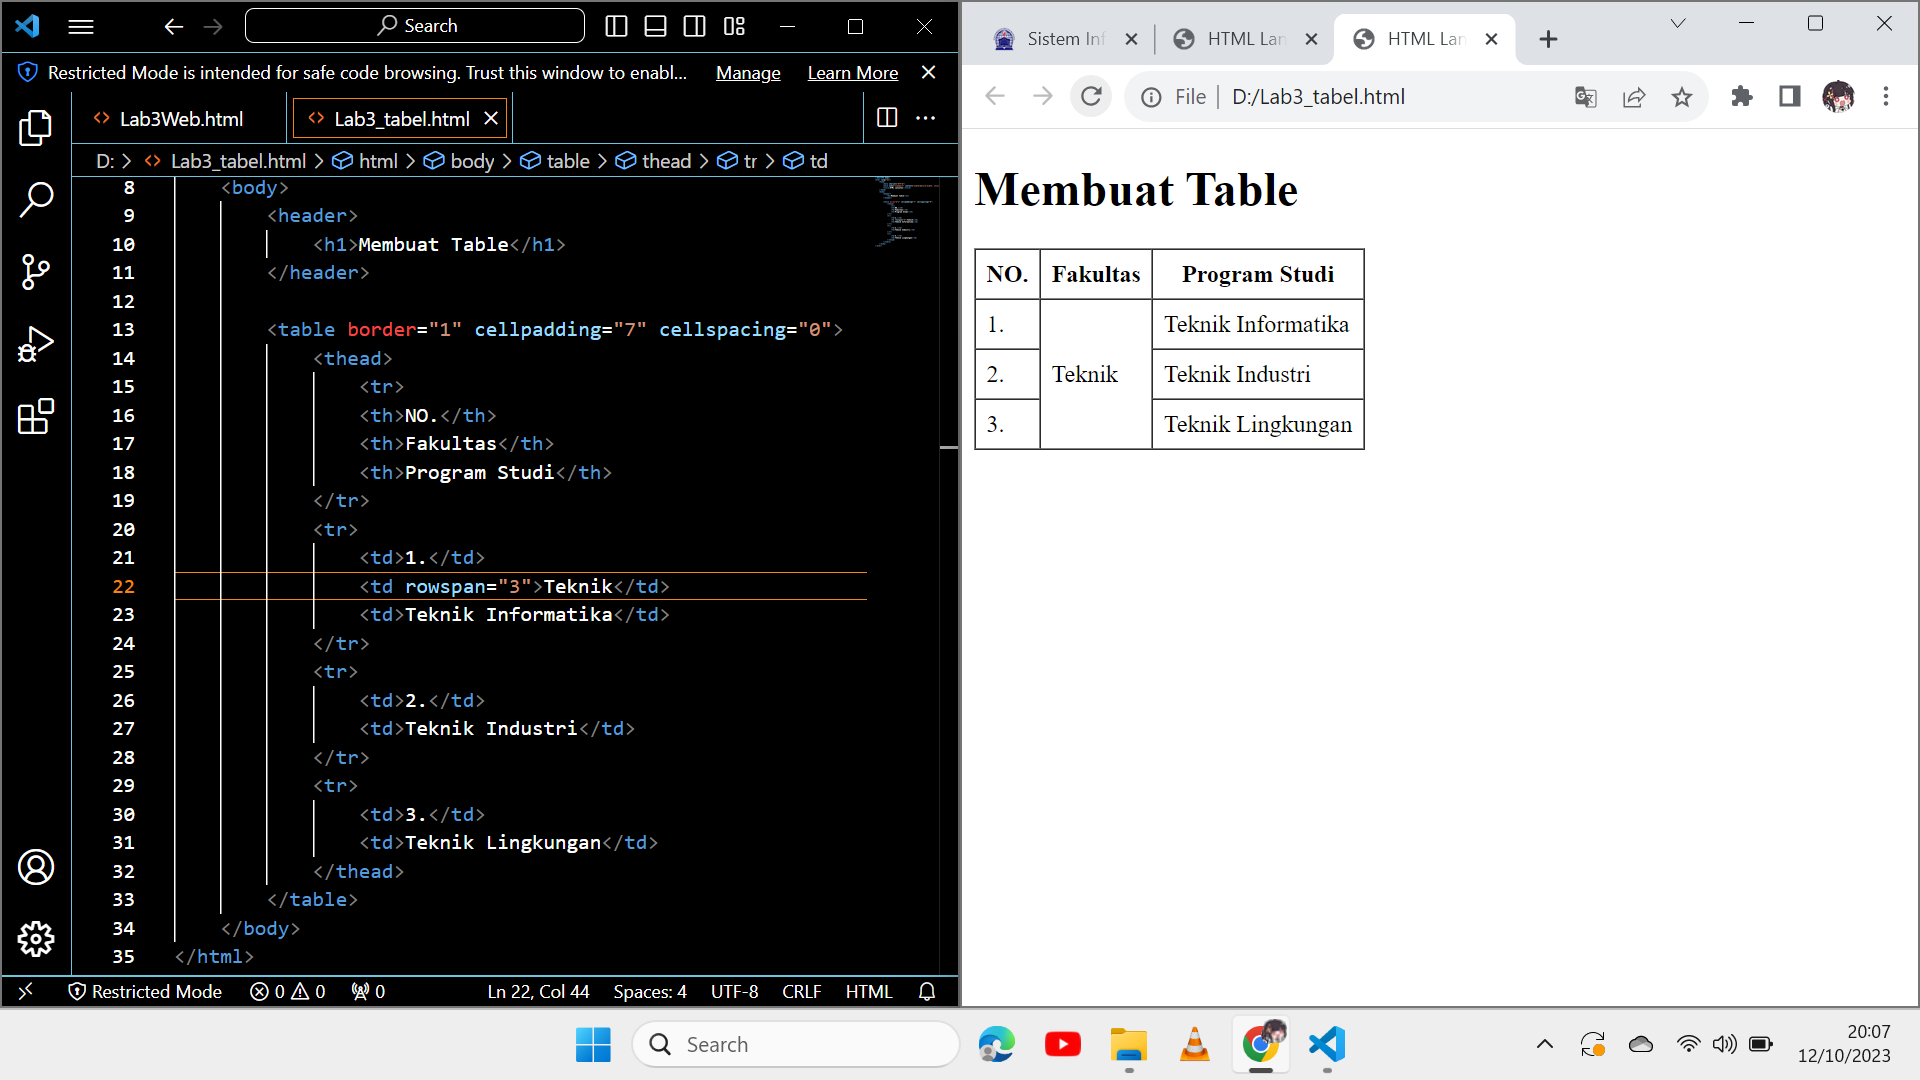 Search
Restricted Mode is intended for safe code browsing. Trust this window to enabl... Manage Learn More
Lab3Web.html
Lab3_tabel.html
D: > Lab3_tabel.html > html > body > table > thead > tr > td
8 <body>
9 <header>
10 <h1>Membuat Table</h1>
11 </header>
12
13 <table border="1" cellpadding="7" cellspacing="0">
14 <thead>
15 <tr>
16 <th>NO.</th>
17 <th>Fakultas</th>
18 <th>Program Studi</th>
19 </tr>
20 <tr>
21 <td>1.</td>
22 <td rowspan="3">Teknik</td>
23 <td>Teknik Informatika</td>
24 </tr>
25 <tr>
26 <td>2.</td>
27 <td>Teknik Industri</td>
28 </tr>
29 <tr>
30 <td>3.</td>
31 <td>Teknik Lingkungan</td>
32 </thead>
33 </table>
34 </body>
35 </html>
Restricted Mode 0 0 0 Ln 22, Col 44 Spaces: 4 UTF-8 CRLF HTML
Sistem Inf
HTML Lan
HTML Lan
File | D:/Lab3_tabel.html
Membuat Table
NO. Fakultas Program Studi
1. Teknik Informatika
2. Teknik Teknik Industri
3. Teknik Lingkungan
Search
20:07
12/10/2023